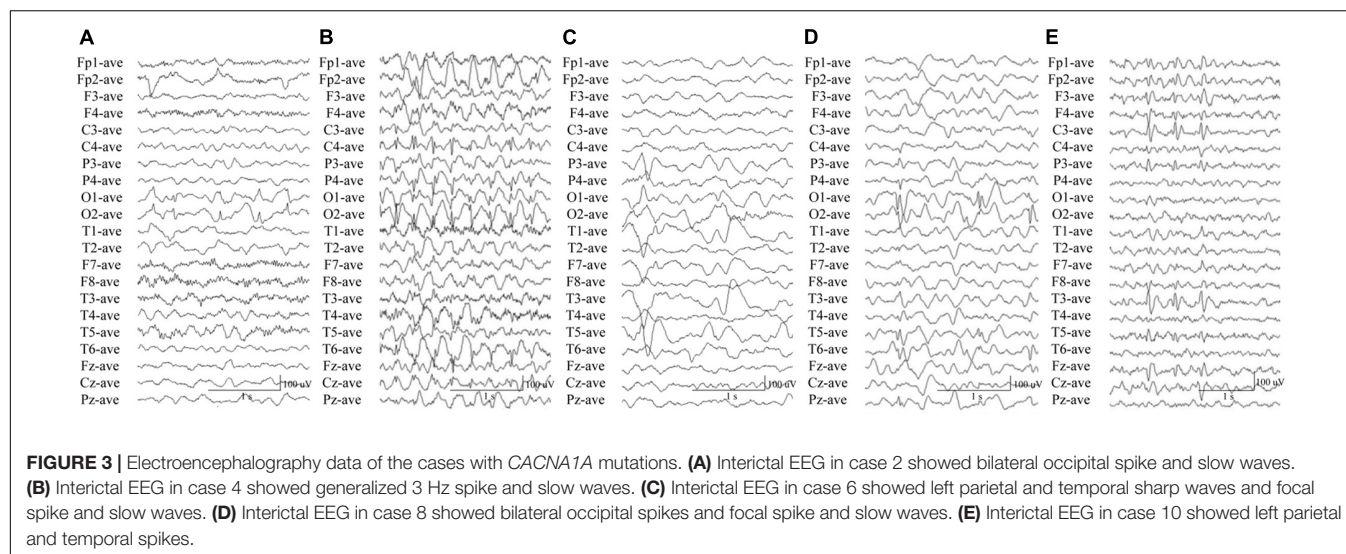 A B C D E
Fp1-ave Fp1-ave Fp1-ave Fp1-ave Fp1-ave
Fp2-ave Fp2-ave Fp2-ave Fp2-ave Fp2-ave
F3-ave F3-ave F3-ave F3-ave F3-ave
F4-ave F4-ave F4-ave F4-ave F4-ave
C3-ave C3-ave C3-ave C3-ave C3-ave
C4-ave C4-ave C4-ave C4-ave C4-ave
P3-ave P3-ave P3-ave P3-ave P3-ave
P4-ave P4-ave P4-ave P4-ave P4-ave
O1-ave O1-ave O1-ave O1-ave O1-ave
O2-ave O2-ave O2-ave O2-ave O2-ave
T1-ave T1-ave T1-ave T1-ave T1-ave
T2-ave T2-ave T2-ave T2-ave T2-ave
F7-ave F7-ave F7-ave F7-ave F7-ave
F8-ave F8-ave F8-ave F8-ave F8-ave
T3-ave T3-ave T3-ave T3-ave T3-ave
T4-ave T4-ave T4-ave T4-ave T4-ave
T5-ave T5-ave T5-ave T5-ave T5-ave
T6-ave T6-ave T6-ave T6-ave T6-ave
Fz-ave Fz-ave Fz-ave Fz-ave Fz-ave
Cz-ave 100 uV Cz-ave 100 uV Cz-ave 100 uV Cz-ave 100 uV Cz-ave 100 uV
Pz-ave 1 s Pz-ave 1 s Pz-ave 1 s Pz-ave 1 s Pz-ave 1 s
FIGURE 3 | Electroencephalography data of the cases with CACNA1A mutations. (A) Interictal EEG in case 2 showed bilateral occipital spike and slow waves.
(B) Interictal EEG in case 4 showed generalized 3 Hz spike and slow waves. (C) Interictal EEG in case 6 showed left parietal and temporal sharp waves and focal
spike and slow waves. (D) Interictal EEG in case 8 showed bilateral occipital spikes and focal spike and slow waves. (E) Interictal EEG in case 10 showed left parietal
and temporal spikes.